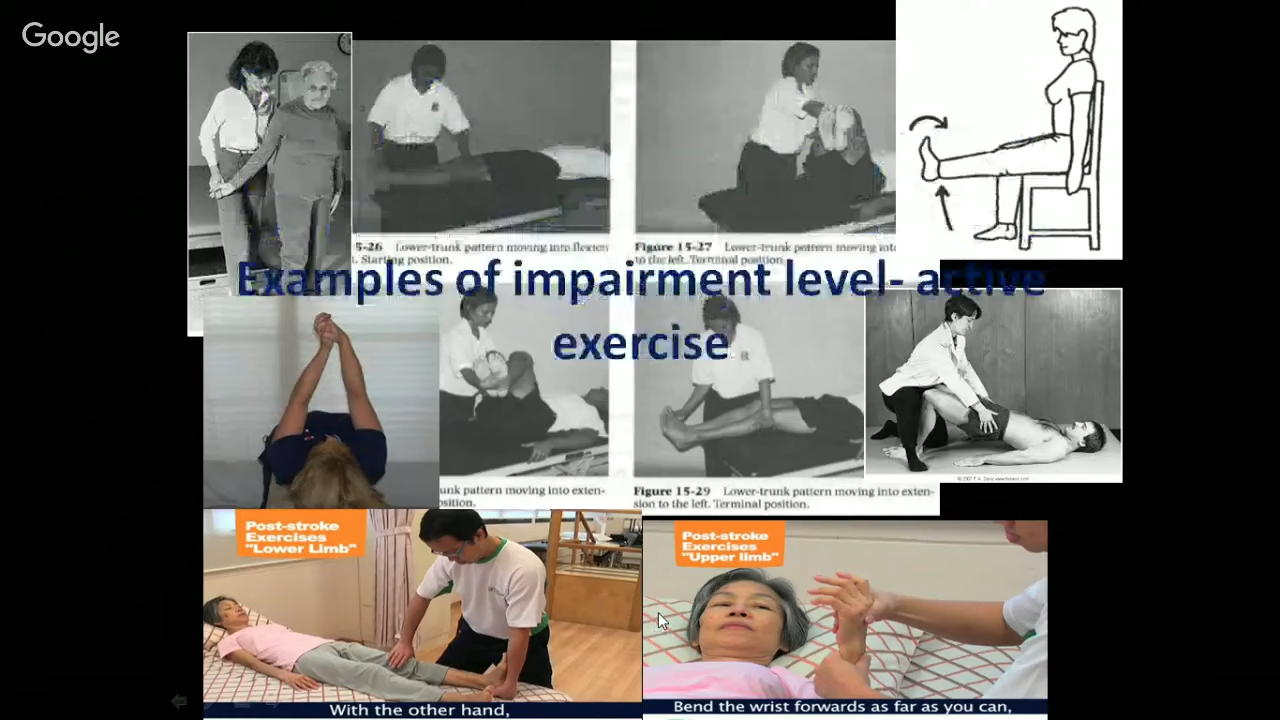 Google
5-26 Lower-trunk pattern moving into flexion
t. Starting position.
Figure 15-27 Lower-trunk pattern moving into
to the left. Terminal position.
Examples of impairment level- active
exercise
unk pattern moving into exten-
osition.
Figure 15-29 Lower-trunk pattern moving into exten-
sion to the left. Terminal position.
Post-stroke
Exercises
"Lower Limb"
Post-stroke
Exercises
"Upper limb"
With the other hand,
Bend the wrist forwards as far as you can,